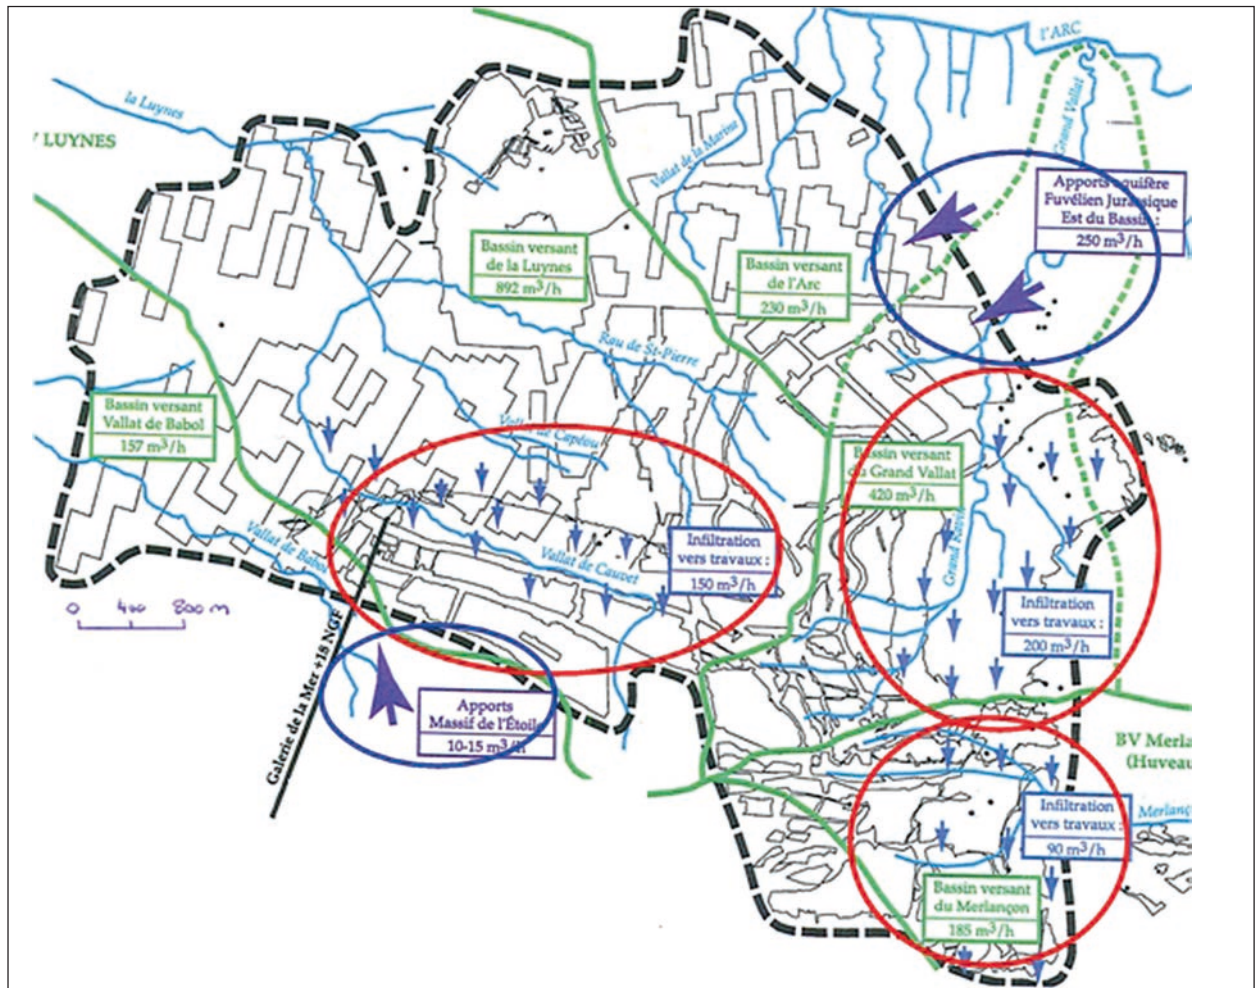 l'ARC
la Luynes
LUYNES
Vallat de la Marine
Grand Vallat
Apports aquifère
Fuvélien Jurassique
Est du Bassin :
250 m³/h
Bassin versant
de la Luynes
892 m³/h
Bassin versant
de l'Arc
230 m³/h
Rau de St-Pierre
Bassin versant
Vallat de Babol
157 m³/h
Vallat de Capéou
Bassin versant
du Grand Vallat
420 m³/h
Grand Ravin
Vallat de Babol
Vallat de Cauvet
Infiltration
vers travaux :
150 m³/h
0 400 800 m
Infiltration
vers travaux :
200 m³/h
Galerie de la Mer +18 NGF
Apports
Massif de l'Étoile
10-15 m³/h
BV Merla
(Huveau
Infiltration
vers travaux :
90 m³/h
Merlanç
Bassin versant
du Merlançon
185 m³/h